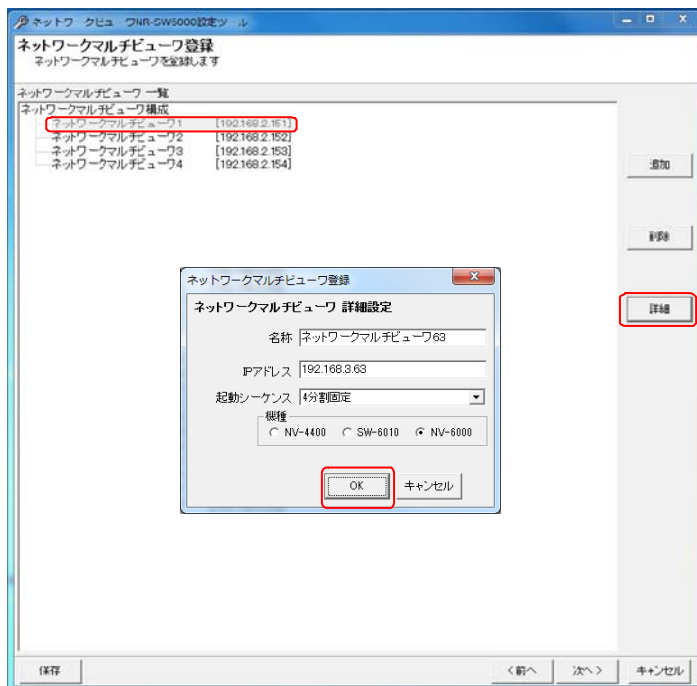 ネットワークビューワNR-SW6000設定ツール
ネットワークマルチビューワ登録
ネットワークマルチビューワを登録します
ネットワークマルチビューワ 一覧
ネットワークマルチビューワ構成
ネットワークマルチビューワ1 [192.168.2.151]
ネットワークマルチビューワ2 [192.168.2.152]
ネットワークマルチビューワ3 [192.168.2.153]
ネットワークマルチビューワ4 [192.168.2.154]
追加
削除
詳細
ネットワークマルチビューワ登録
ネットワークマルチビューワ 詳細設定
名称 ネットワークマルチビューワ63
IPアドレス 192.168.3.63
起動シーケンス 4分割固定
機種
NV-4400 SW-6010 NV-6000
OK キャンセル
保存 <前へ 次へ> キャンセル